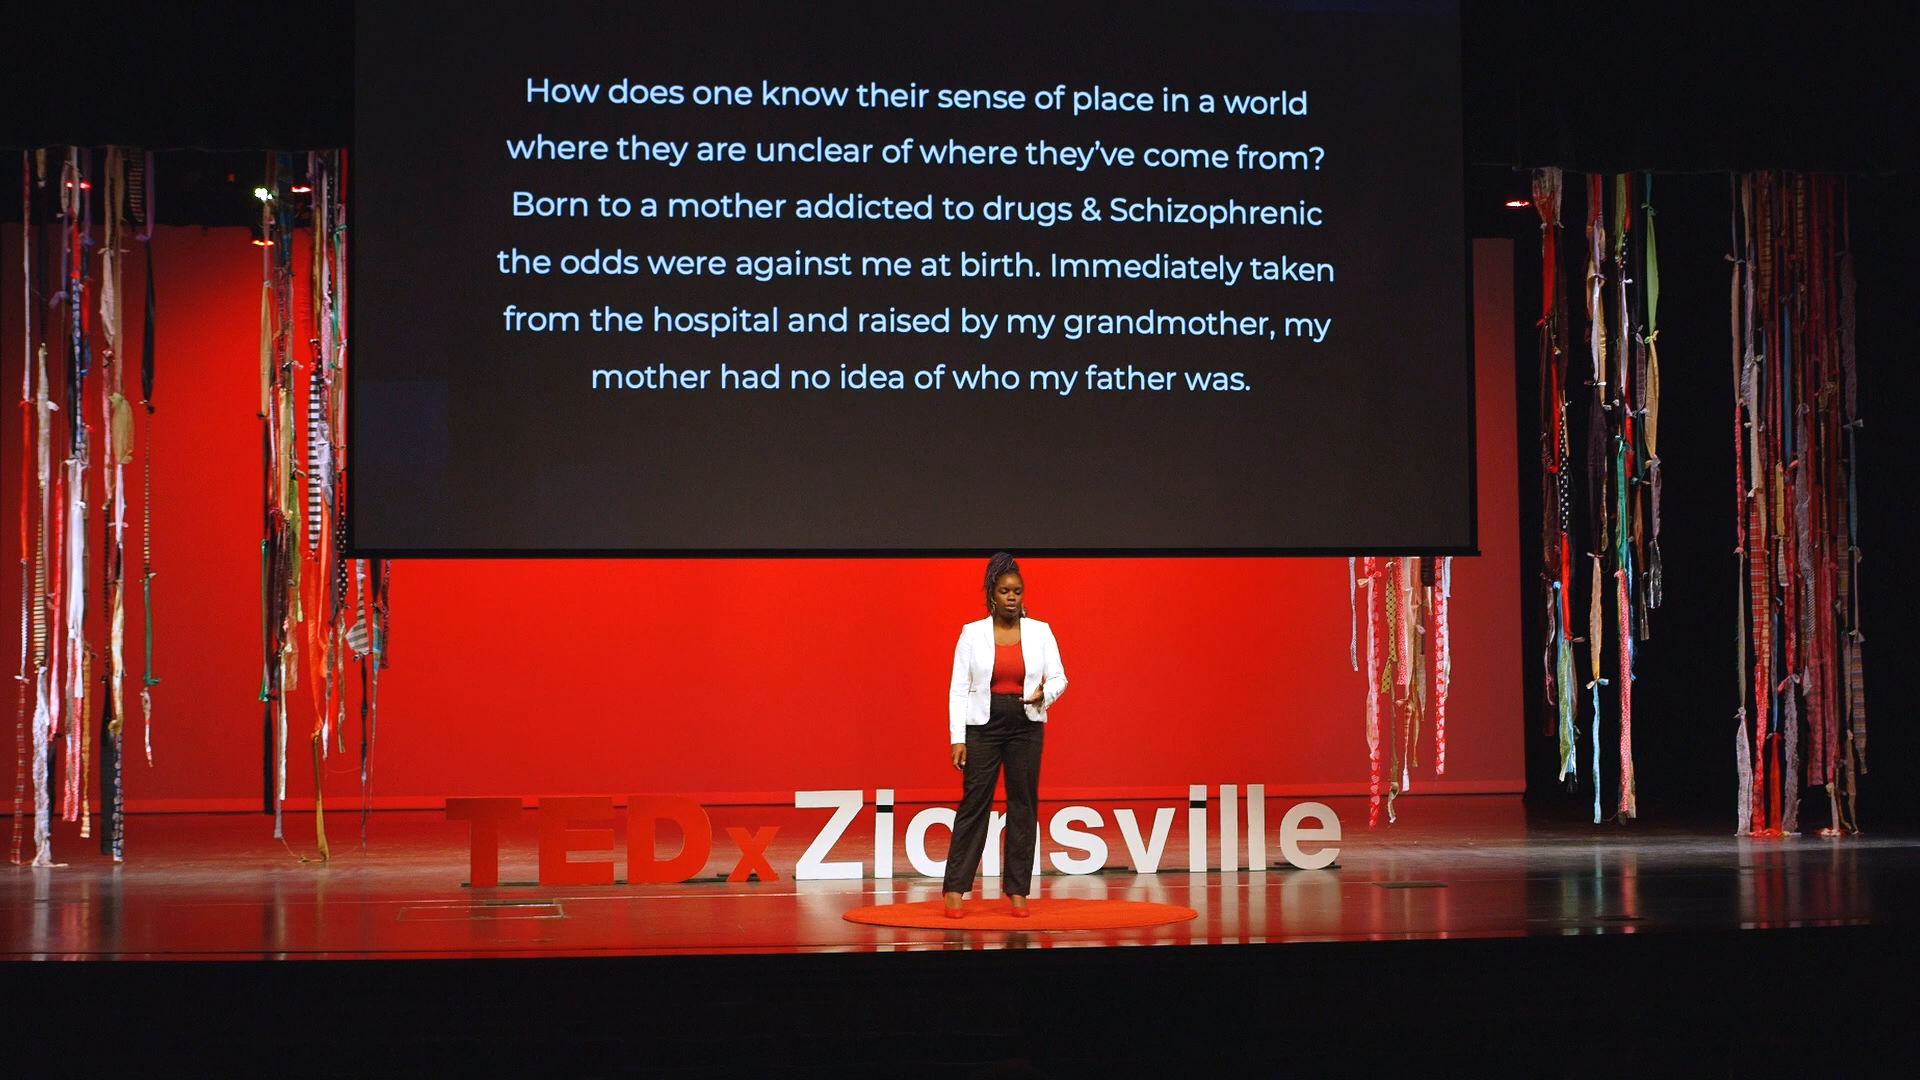 How does one know their sense of place in a world
where they are unclear of where they've come from?
Born to a mother addicted to drugs & Schizophrenic
the odds were against me at birth. Immediately taken
from the hospital and raised by my grandmother, my
mother had no idea of who my father was.
TEDxZionsville